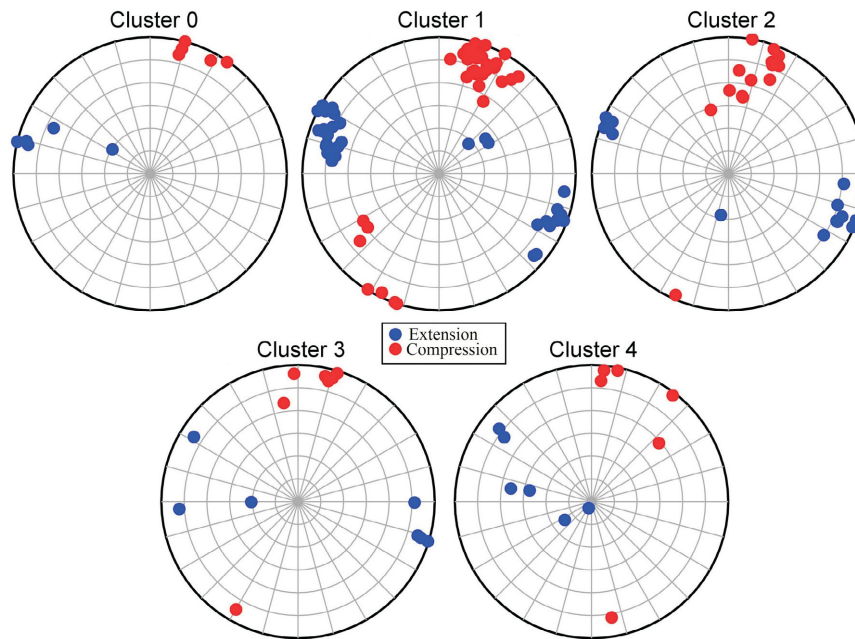 Cluster 0
Cluster 1
Cluster 2
Extension
Compression
Cluster 3
Cluster 4